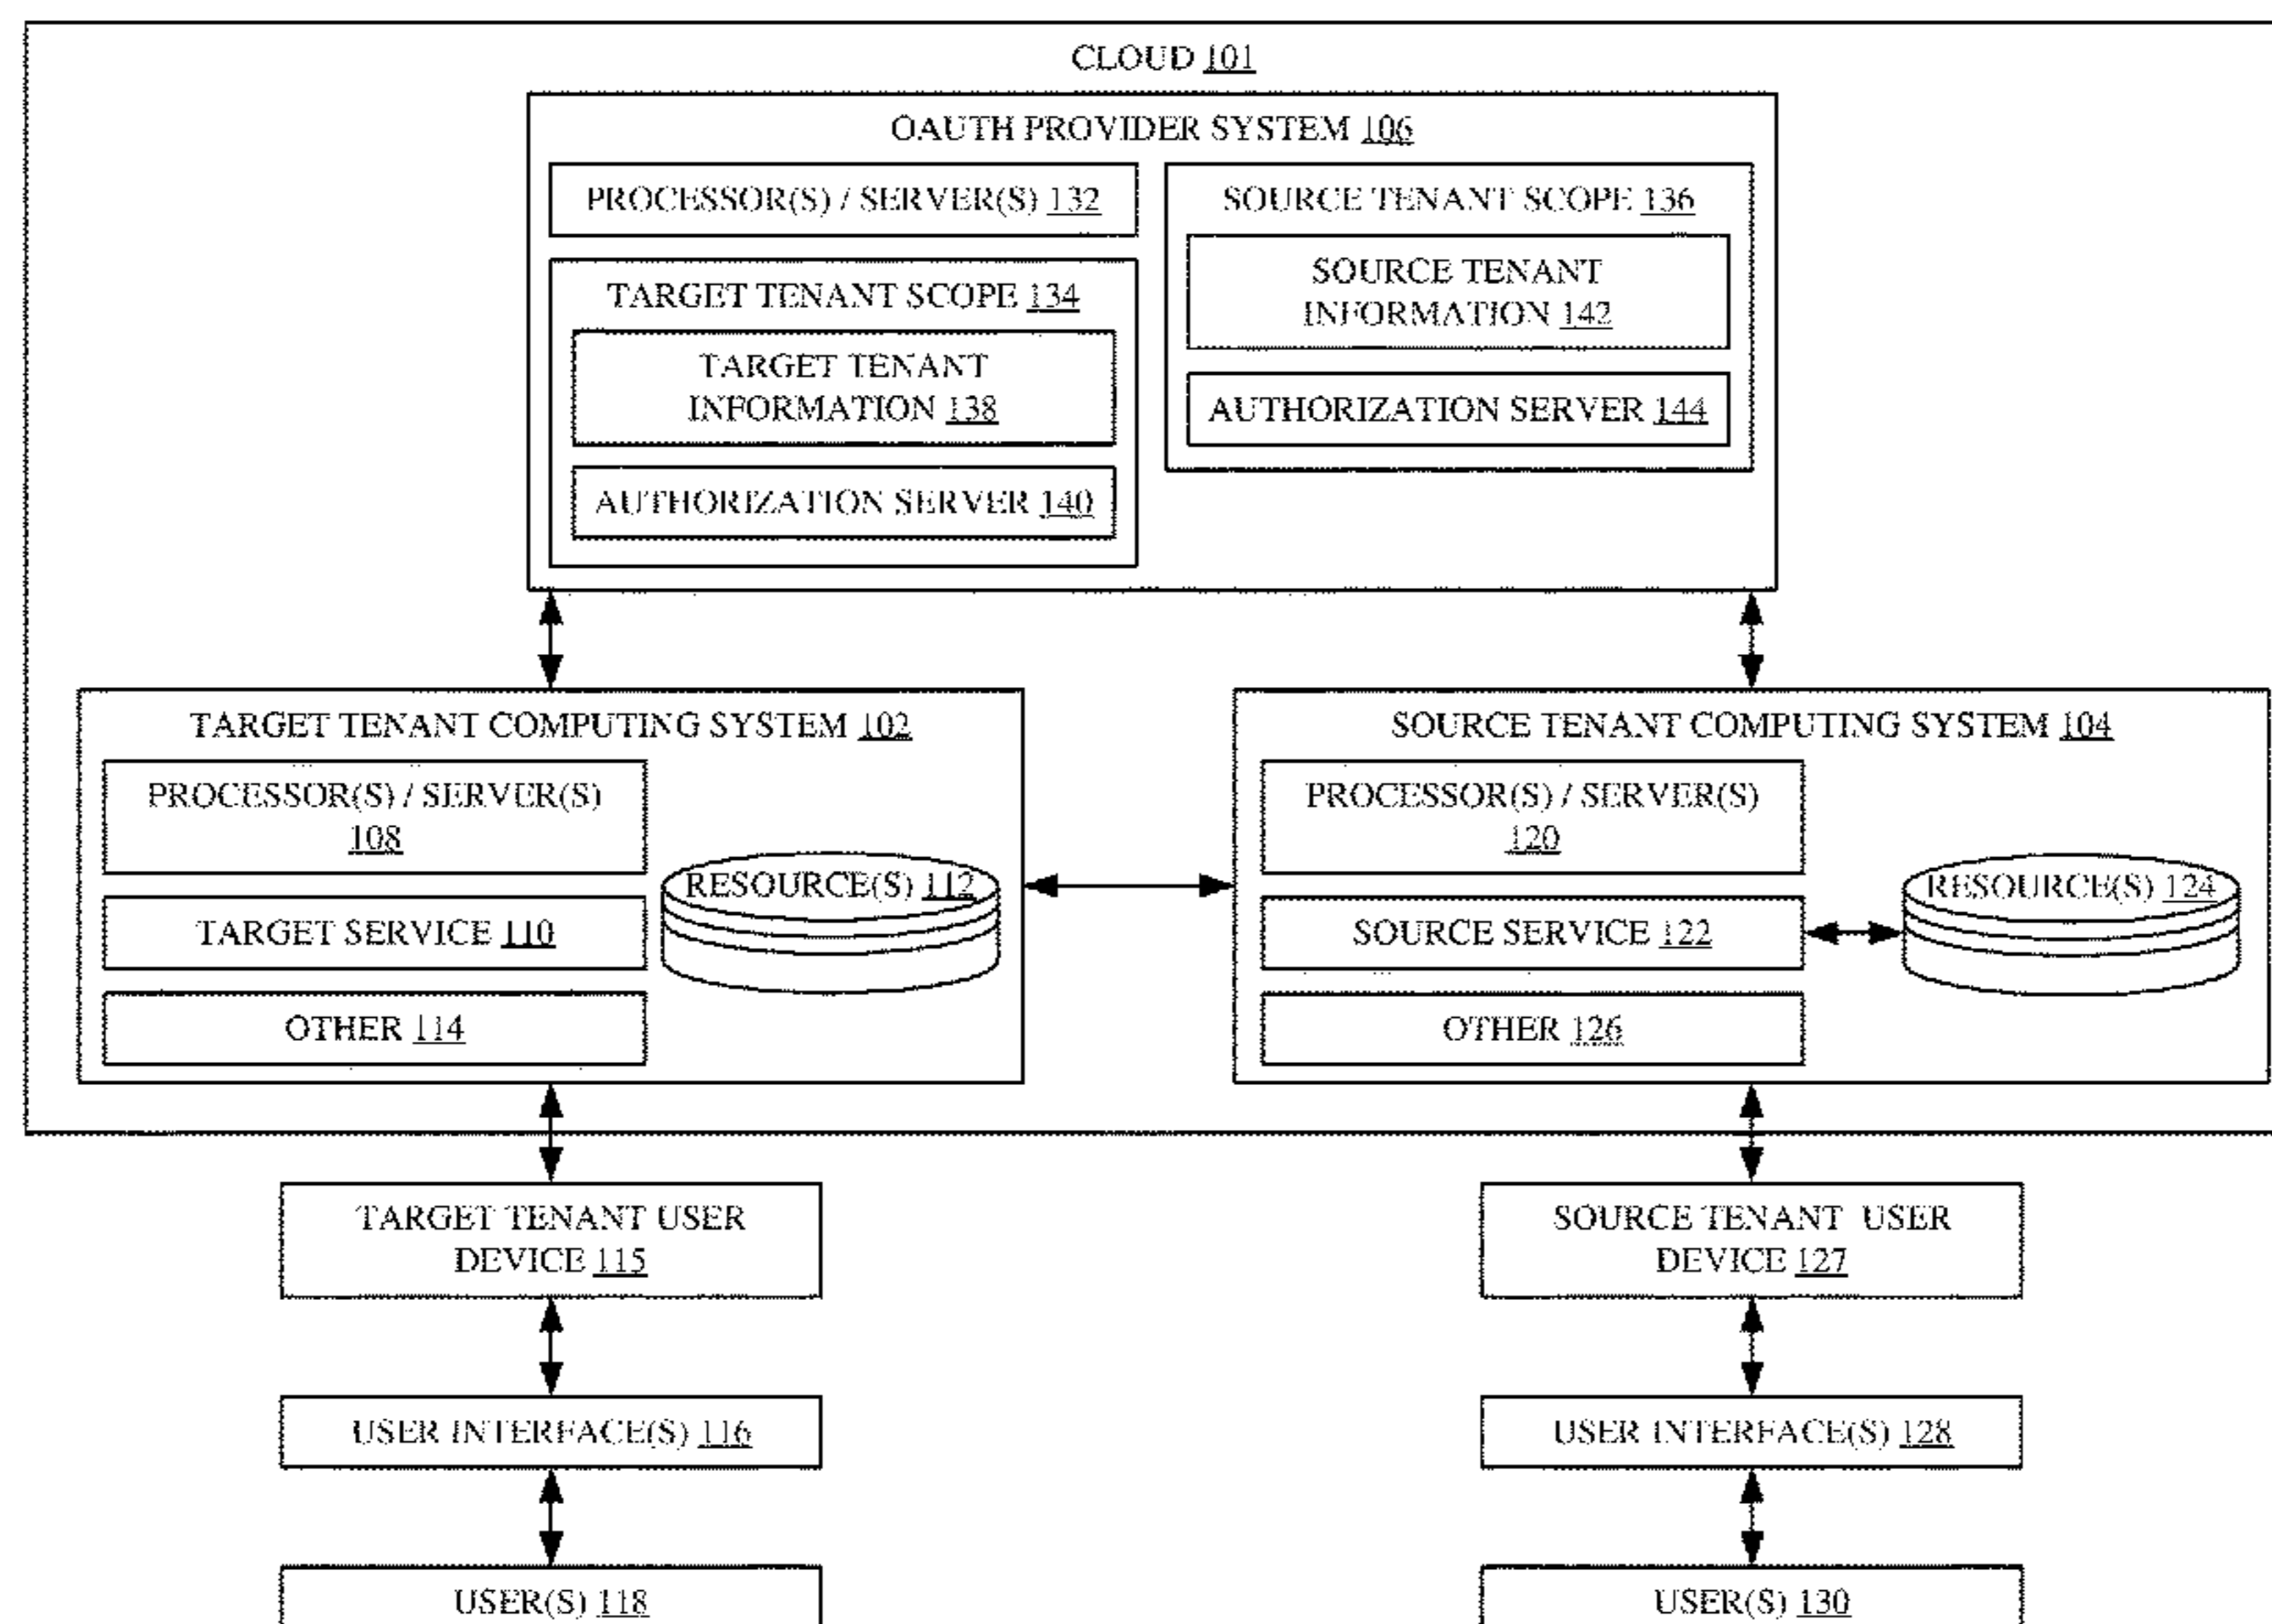 CLOUD 101
OAUTH PROVIDER SYSTEM 106
PROCESSOR(S) / SERVER(S) 132
TARGET TENANT SCOPE 134
TARGET TENANT
INFORMATION 138
AUTHORIZATION SERVER 140
SOURCE TENANT SCOPE 136
SOURCE TENANT
INFORMATION 142
AUTHORIZATION SERVER 144
TARGET TENANT COMPUTING SYSTEM 102
PROCESSOR(S) / SERVER(S)
108
TARGET SERVICE 110
OTHER 114
RESOURCE(S) 112
SOURCE TENANT COMPUTING SYSTEM 104
PROCESSOR(S) / SERVER(S)
120
SOURCE SERVICE 122
OTHER 126
RESOURCE(S) 124
TARGET TENANT USER
DEVICE 115
USER INTERFACE(S) 116
USER(S) 118
SOURCE TENANT USER
DEVICE 127
USER INTERFACE(S) 128
USER(S) 130